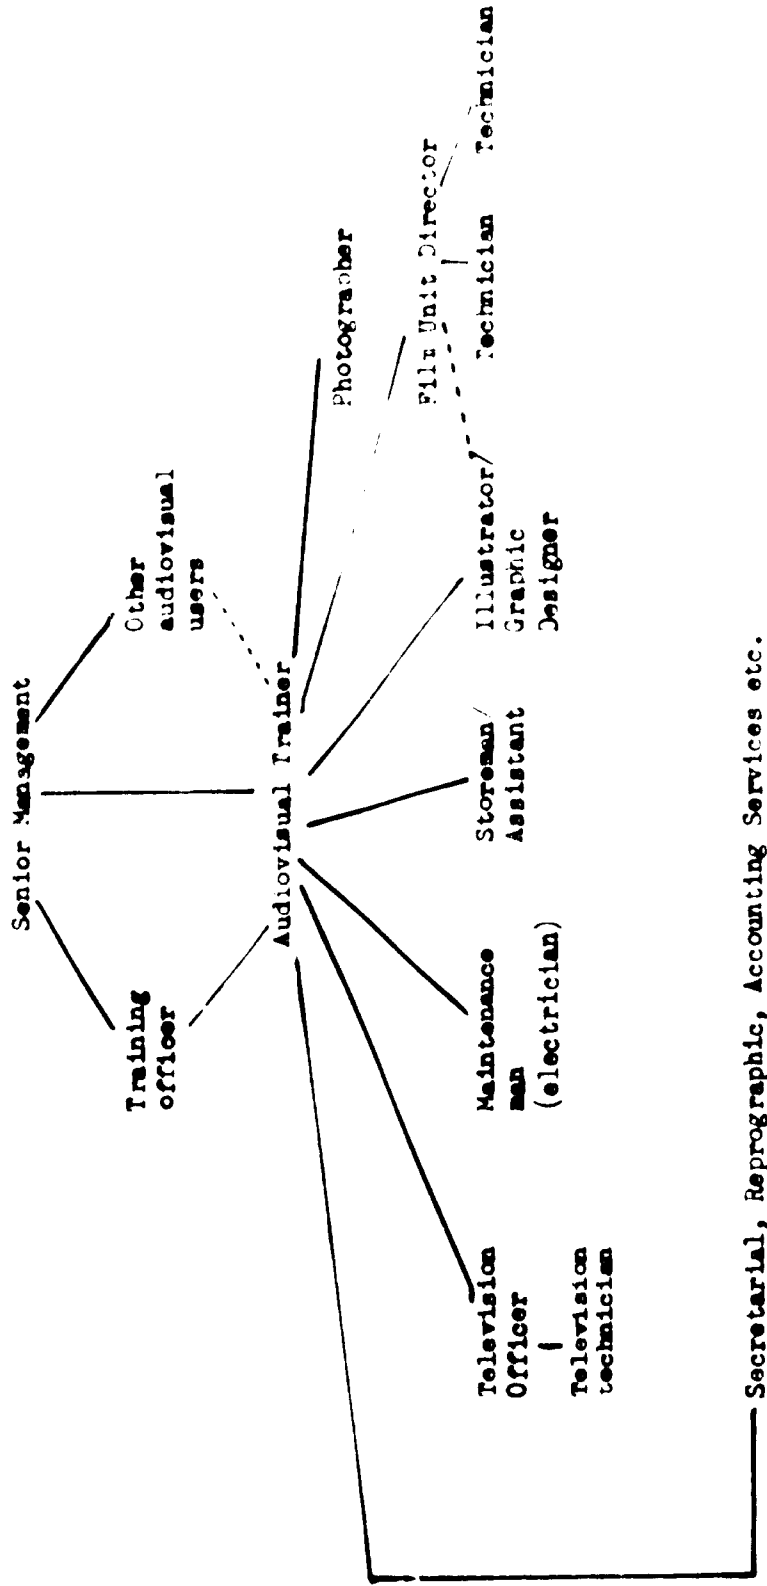 Senior Management
Training
officer
Other
audiovisual
users
Audiovisual Trainer
Photographer
Film Unit Director
Television
Officer
Television
technician
Maintenance
man
(electrician)
Storeman/
Assistant
Illustrator/
Graphic
Designer
Technician
Technician
Secretarial, Reprographic, Accounting Services etc.